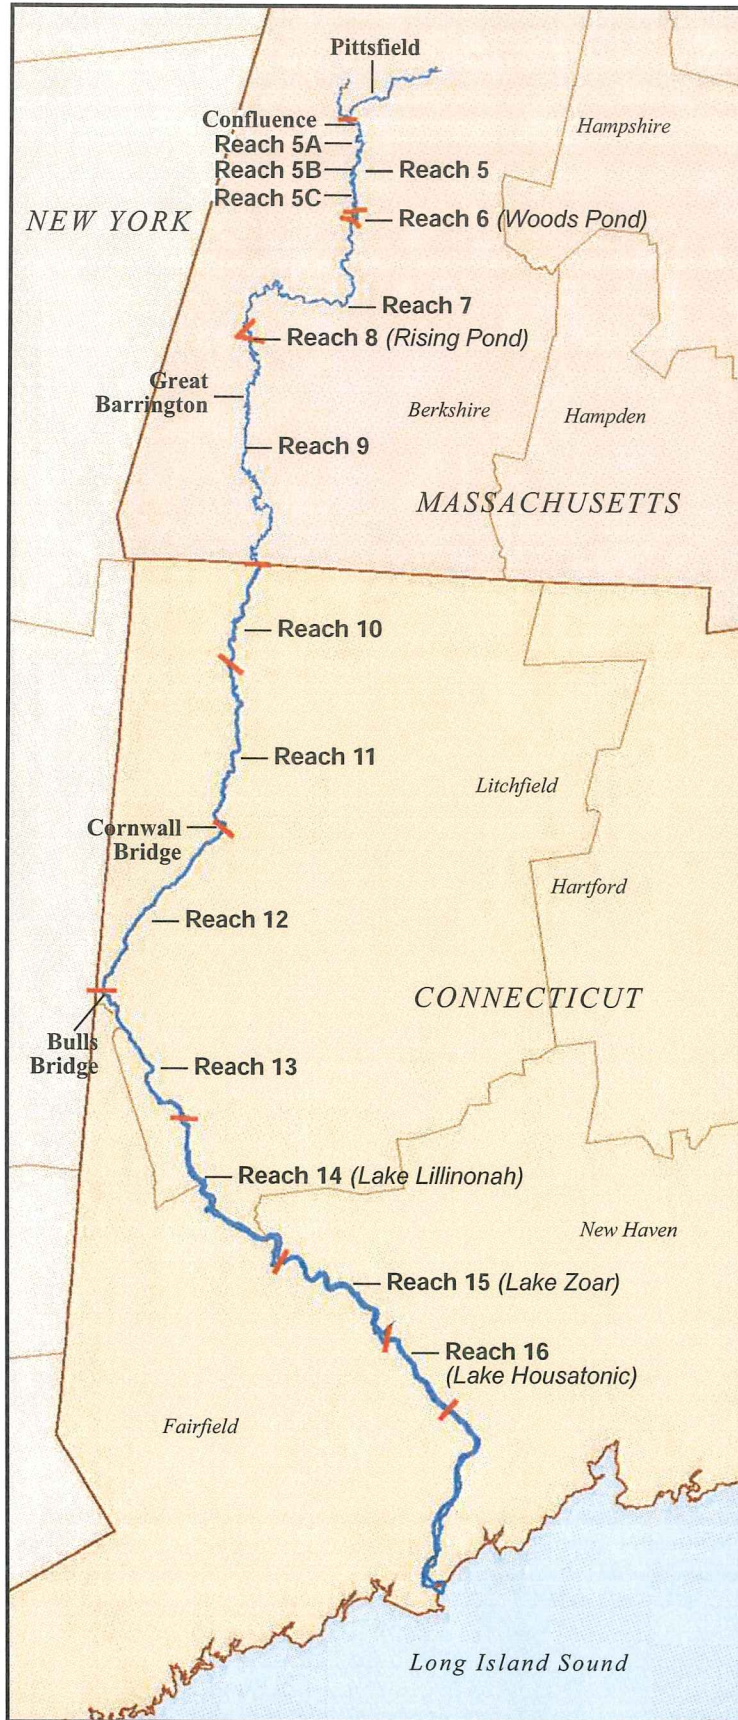 Pittsfield
Confluence
Hampshire
Reach 5A
Reach 5B
Reach 5
Reach 5C
NEW YORK
Reach 6 (Woods Pond)
Reach 7
Reach 8 (Rising Pond)
Great
Barrington
Berkshire
Hampden
Reach 9
MASSACHUSETTS
Reach 10
Reach 11
Litchfield
Cornwall
Bridge
Hartford
Reach 12
CONNECTICUT
Bulls
Bridge
Reach 13
Reach 14 (Lake Lillinonah)
New Haven
Reach 15 (Lake Zoar)
Reach 16
(Lake Housatonic)
Fairfield
Long Island Sound